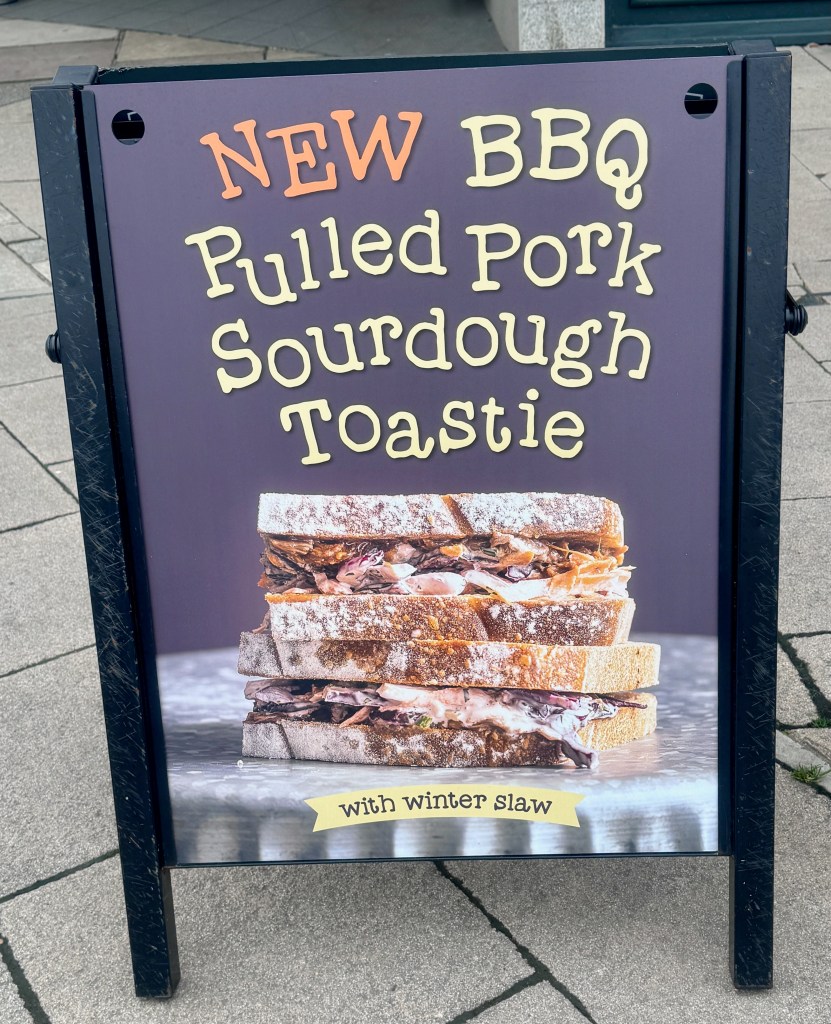 NEW BBQ
Pulled Pork
Sourdough
Toastie
with winter slaw